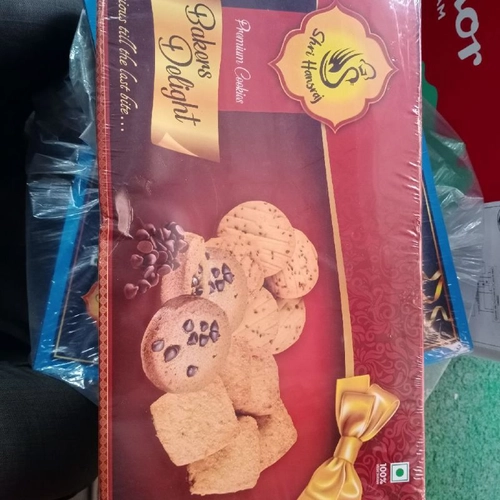 Shri Hansraj
Premium Cookies
Bakers
Delight
till the last bite...
100%